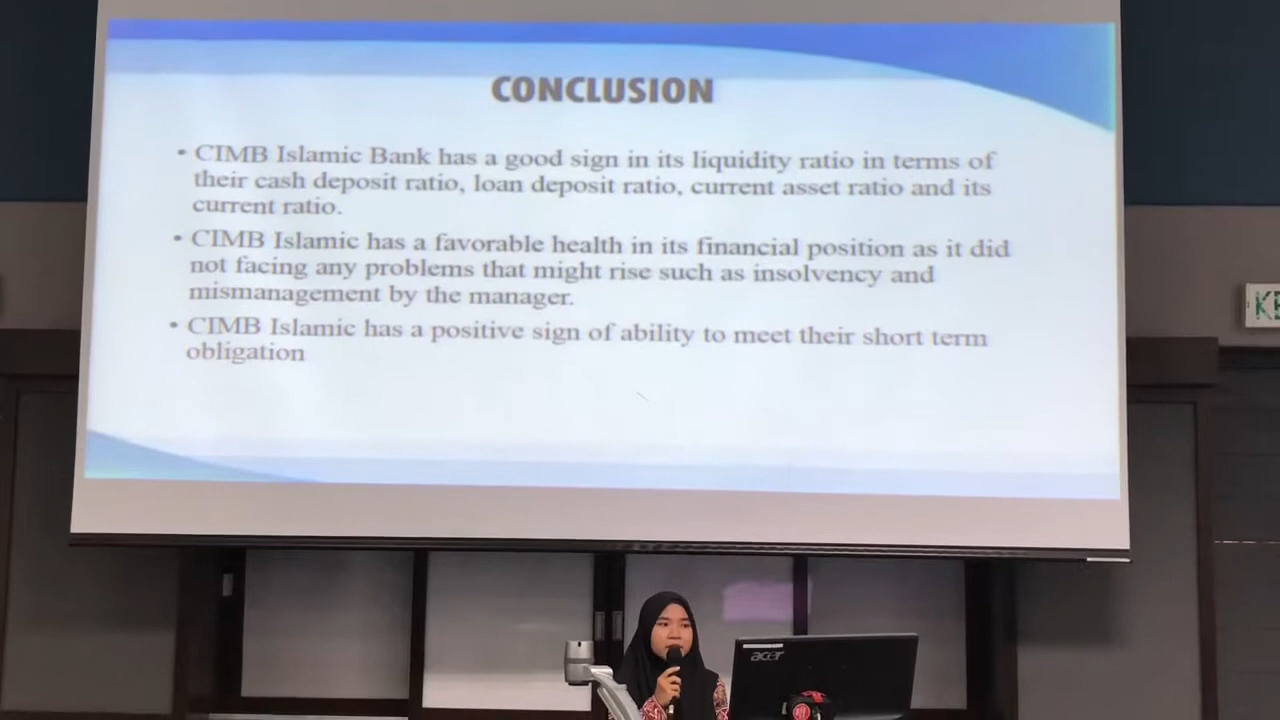 CONCLUSION
• CIMB Islamic Bank has a good sign in its liquidity ratio in terms of
their cash deposit ratio, loan deposit ratio, current asset ratio and its
current ratio.
• CIMB Islamic has a favorable health in its financial position as it did
not facing any problems that might rise such as insolvency and
mismanagement by the manager.
• CIMB Islamic has a positive sign of ability to meet their short term
obligation
KE
acer